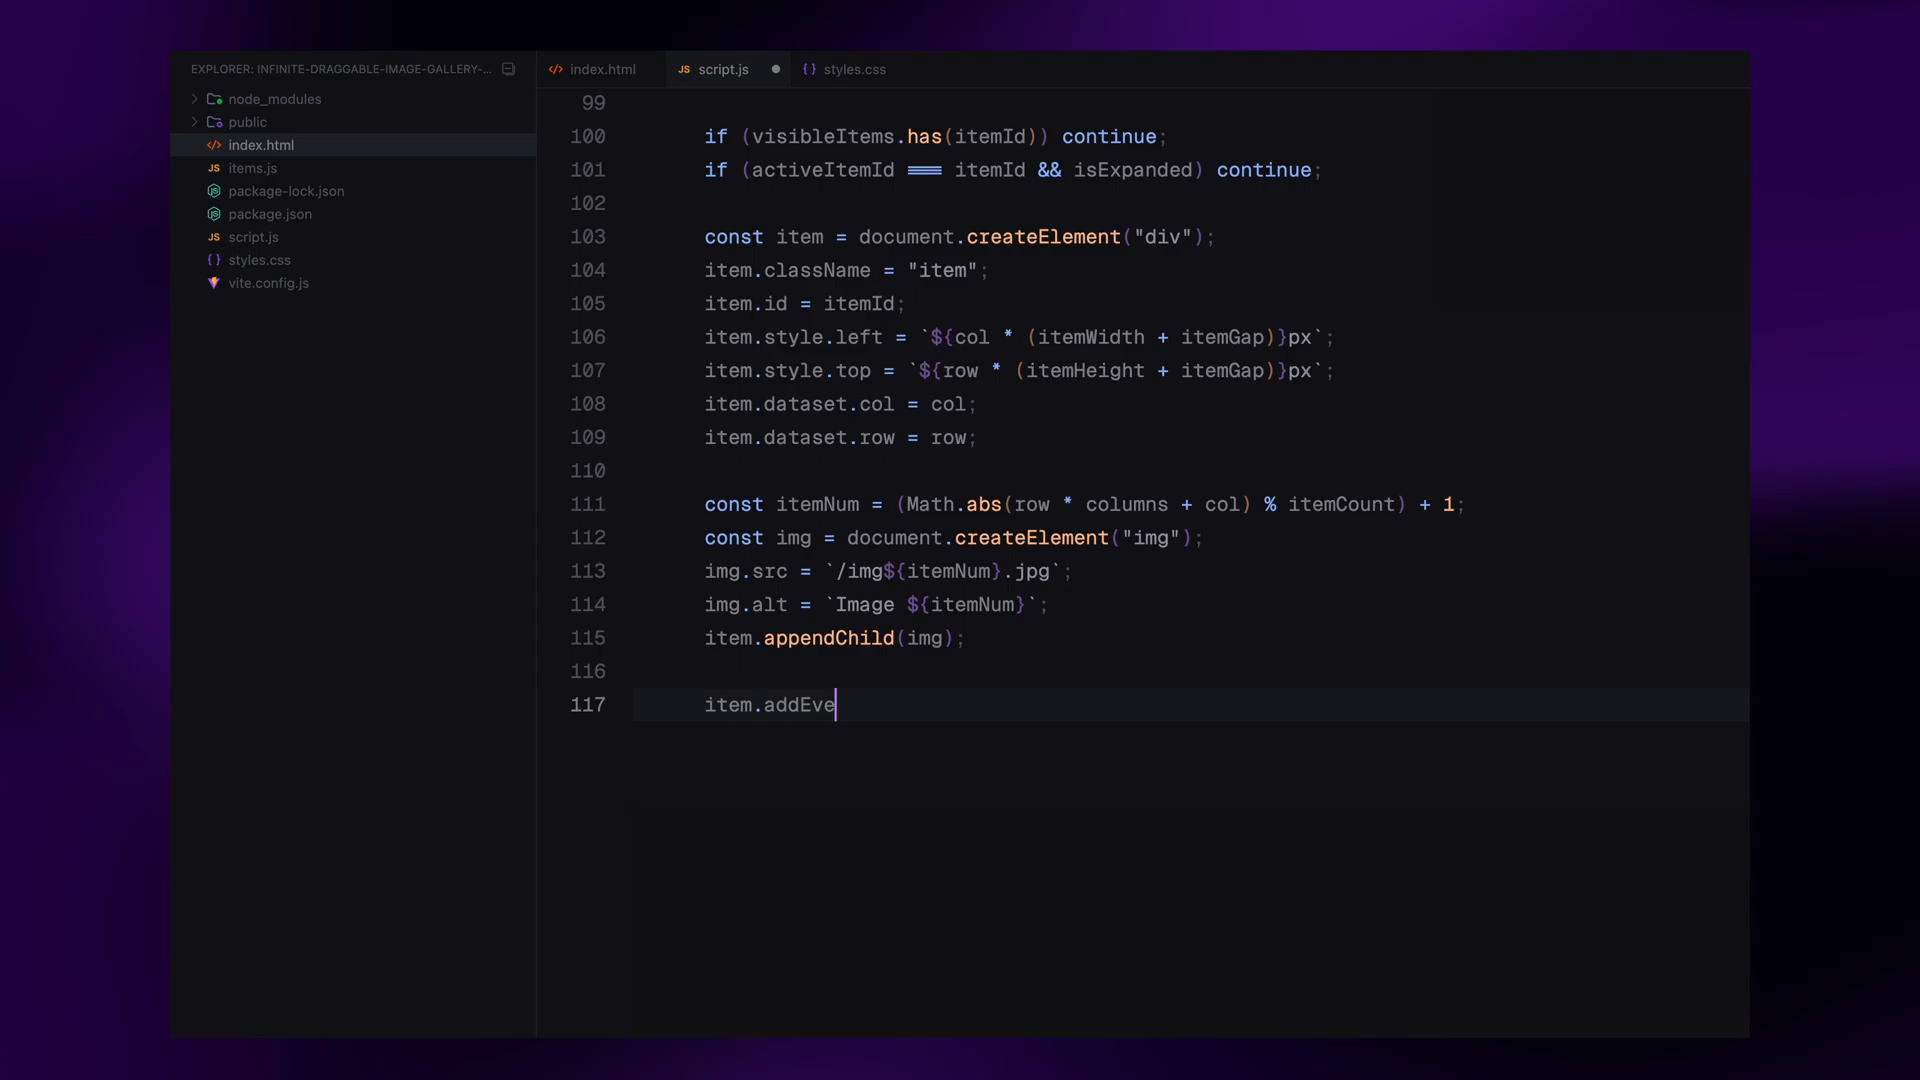 EXPLORER: INFINITE-DRAGGABLE-IMAGE-GALLERY-...
node_modules
public
index.html
items.js
package-lock.json
package.json
script.js
styles.css
vite.config.js
index.html
script.js
styles.css
99
100 if (visibleItems.has(itemId)) continue;
101 if (activeItemId === itemId && isExpanded) continue;
102
103 const item = document.createElement("div");
104 item.className = "item";
105 item.id = itemId;
106 item.style.left = `${col * (itemWidth + itemGap)}px`;
107 item.style.top = `${row * (itemHeight + itemGap)}px`;
108 item.dataset.col = col;
109 item.dataset.row = row;
110
111 const itemNum = (Math.abs(row * columns + col) % itemCount) + 1;
112 const img = document.createElement("img");
113 img.src = `/img${itemNum}.jpg`;
114 img.alt = `Image ${itemNum}`;
115 item.appendChild(img);
116
117 item.addEve